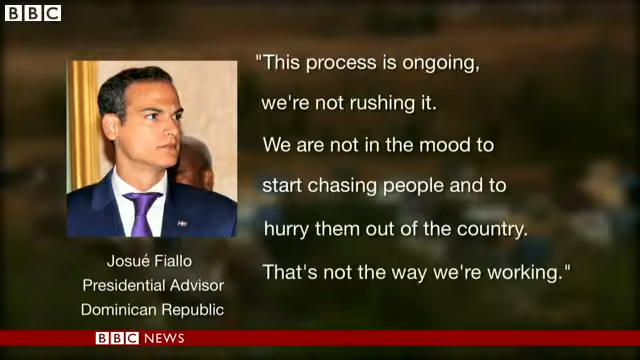 BBC
"This process is ongoing,
we're not rushing it.
We are not in the mood to
start chasing people and to
hurry them out of the country.
That's not the way we're working."
Josué Fiallo
Presidential Advisor
Dominican Republic
BBC NEWS